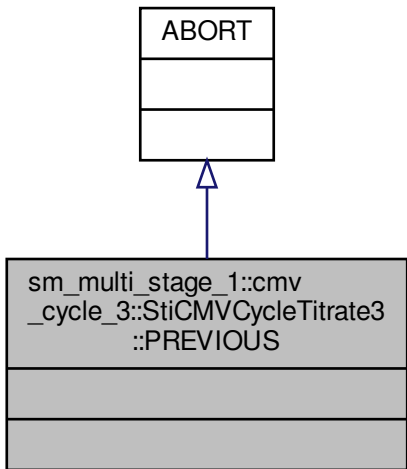 ABORT
sm_multi_stage_1::cmv
_cycle_3::StiCMVCycleTitrate3
::PREVIOUS